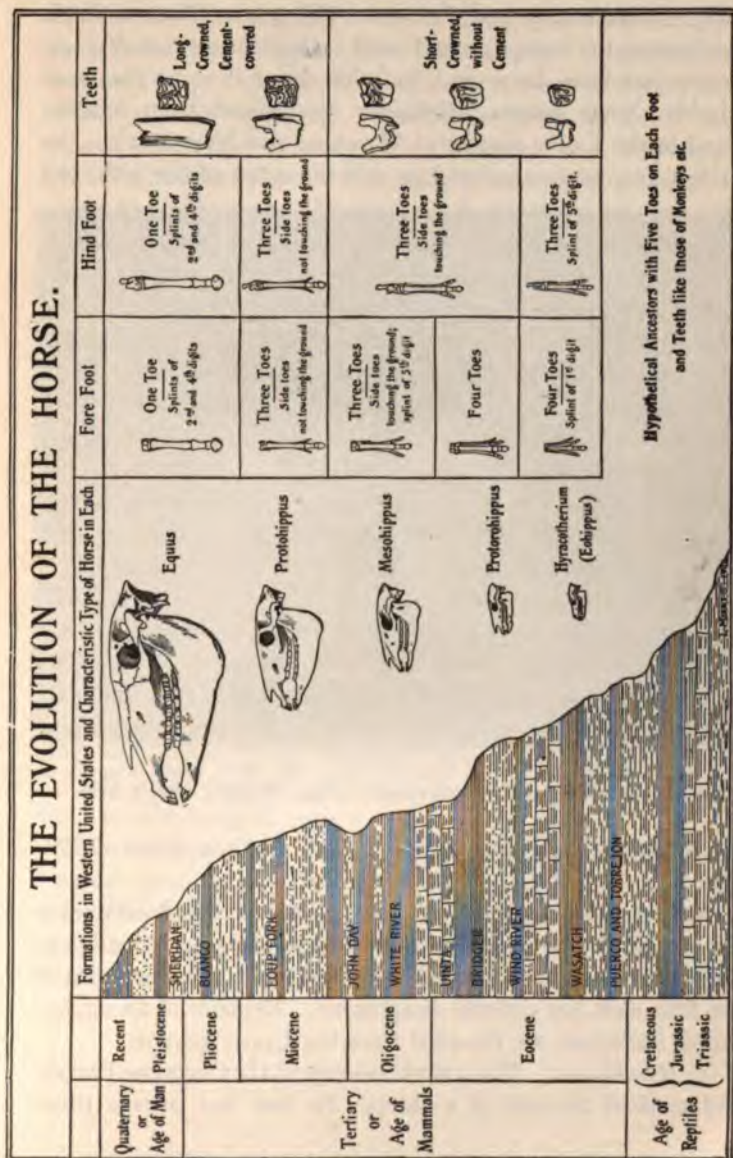 THE EVOLUTION OF THE HORSE.
Formations in Western United States and Characteristic Type of Horse in Each
Fore Foot
Hind Foot
Teeth
Quaternary
or
Age of Man
Recent
Pleistocene
SHERIDAN
Equus
One Toe
Splints of
2nd and 4th digits
One Toe
Splints of
2nd and 4th digit
Long-
Crowned,
Cement-
covered
Tertiary
or
Age of
Mammals
Pliocene
BLANCO
Miocene
LOUP FORK
Protohippus
Three Toes
Side toes
not touching the ground
Three Toes
Side toes
not touching the ground
JOHN DAY
Oligocene
WHITE RIVER
Mesohippus
Three Toes
Side toes
touching the ground;
splint of 5th digit
Three Toes
Side toes
touching the ground
Short-
Crowned,
without
Cement
Eocene
UINTA
BRIDGER
Protorohippus
Four Toes
WIND RIVER
WASATCH
Hyracotherium
(Eohippus)
Four Toes
Splint of 1st digit
Three Toes
Splint of 5th digit.
PUERCO AND TORREJON
Age of
Reptiles
Cretaceous
Jurassic
Triassic
Hypothetical Ancestors with Five Toes on Each Foot
and Teeth like those of Monkeys etc.